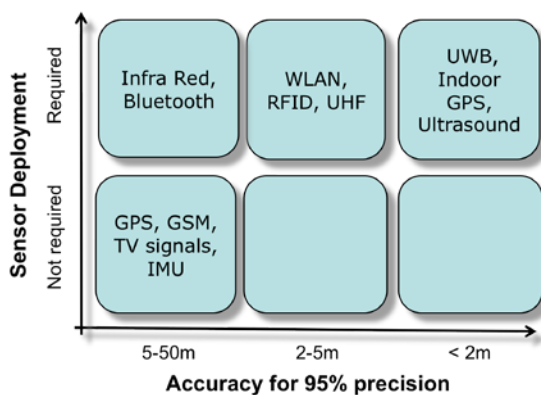 Sensor Deployment
Required
Infra Red,
Bluetooth
WLAN,
RFID, UHF
UWB,
Indoor
GPS,
Ultrasound
Not required
GPS, GSM,
TV signals,
IMU
5-50m
2-5m
< 2m
Accuracy for 95% precision